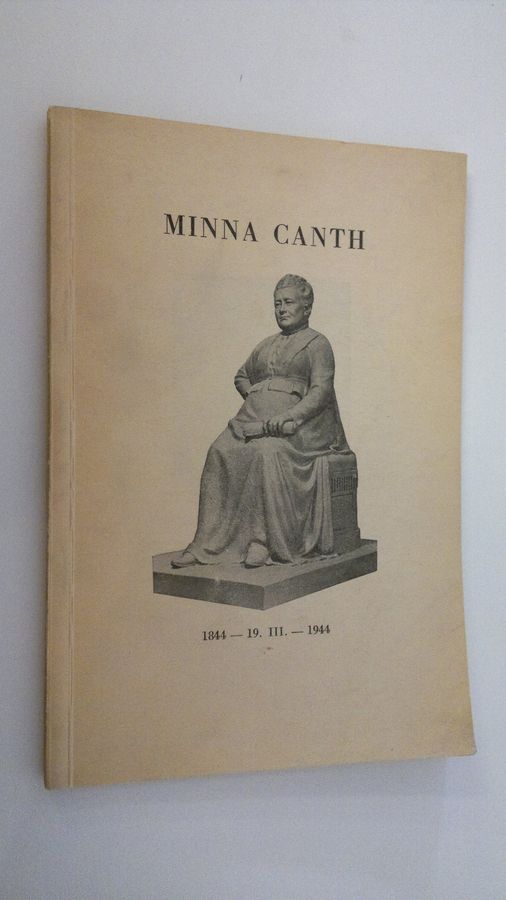 MINNA CANTH
1844 — 19. III. — 1944